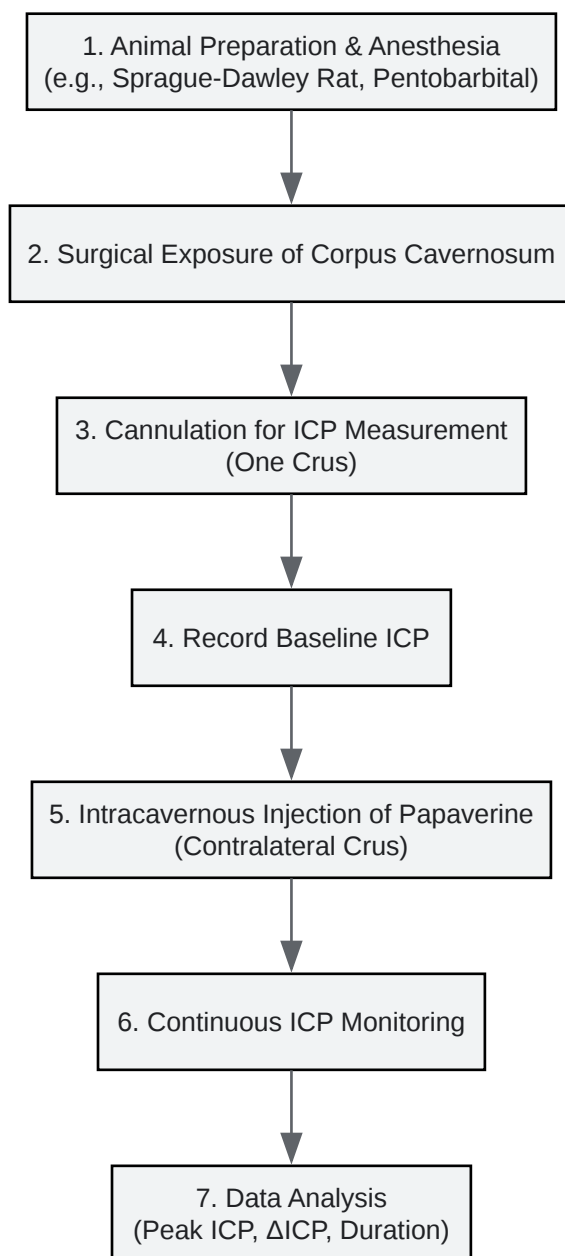 1. Animal Preparation & Anesthesia
(e.g., Sprague-Dawley Rat, Pentobarbital)
2. Surgical Exposure of Corpus Cavernosum
3. Cannulation for ICP Measurement
(One Crus)
4. Record Baseline ICP
5. Intracavernous Injection of Papaverine
(Contralateral Crus)
6. Continuous ICP Monitoring
7. Data Analysis
(Peak ICP, ΔICP, Duration)